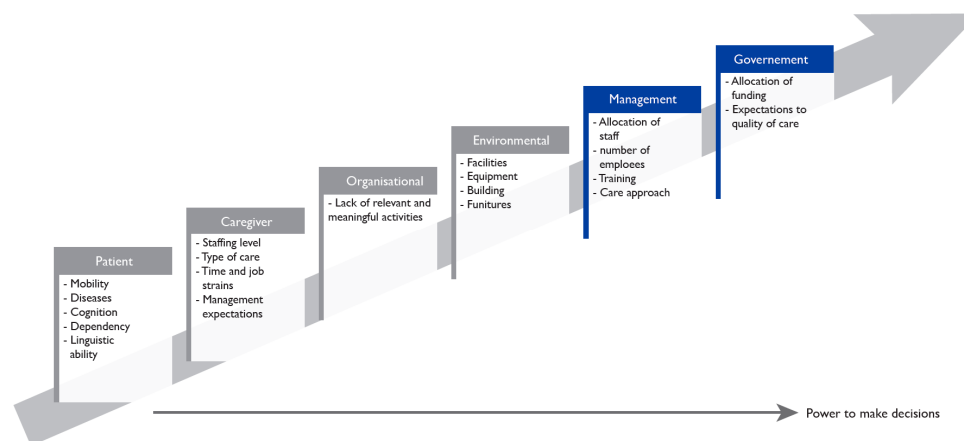 Patient
- Mobility
- Diseases
- Cognition
- Dependency
- Linguistic
ability
Caregiver
- Staffing level
- Type of care
- Time and job
strains
- Management
expectations
Organisational
- Lack of relevant and
meaningful activities
Environmental
- Facilities
- Equipment
- Building
- Funitures
Management
- Allocation of
staff
- number of
emploees
- Training
- Care approach
Governement
- Allocation of
funding
- Expectations to
quality of care
Power to make decisions